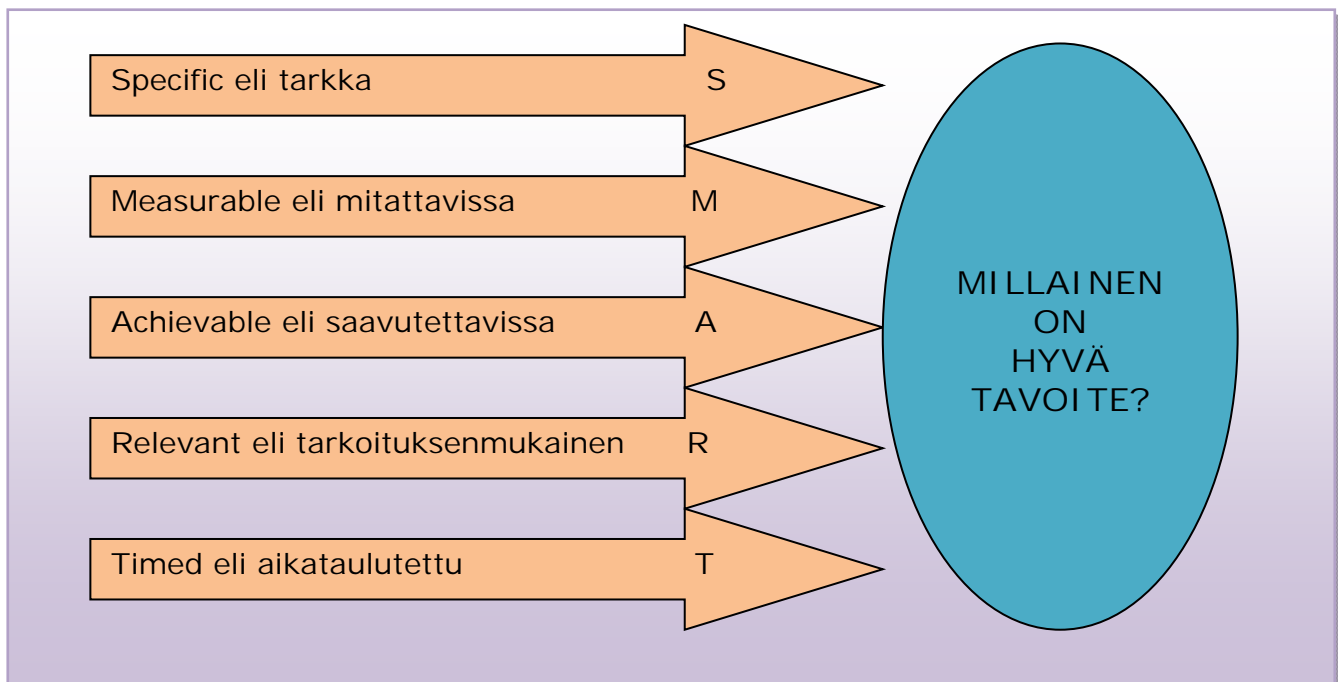 Specific eli tarkka S
Measurable eli mitattavissa M
Achievable eli saavutettavissa A
Relevant eli tarkoituksenmukainen R
Timed eli aikataulutettu T
MILLAINEN
ON
HYVÄ
TAVOITE?